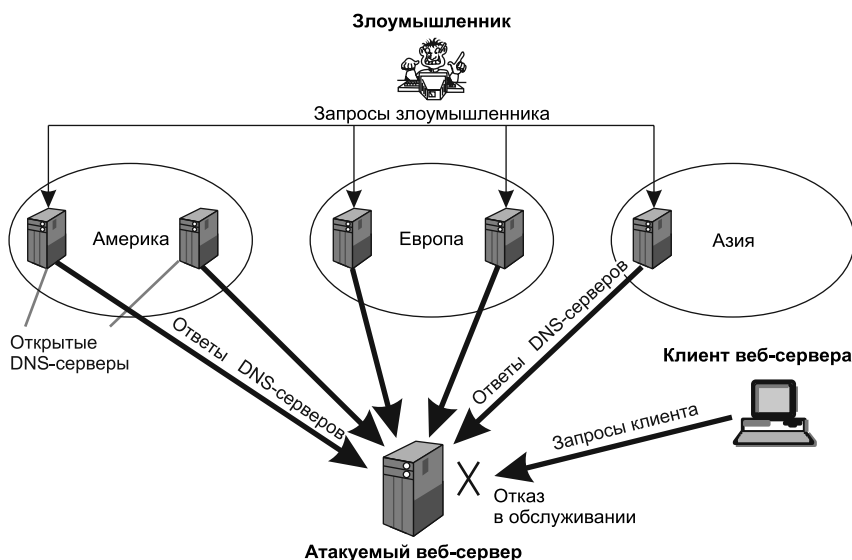 Злоумышленник
Запросы злоумышленника
Америка
Европа
Азия
Открытые
DNS-серверы
Ответы DNS-серверов
Ответы DNS-серверов
Клиент веб-сервера
Запросы клиента
Отказ
в обслуживании
Атакуемый веб-сервер